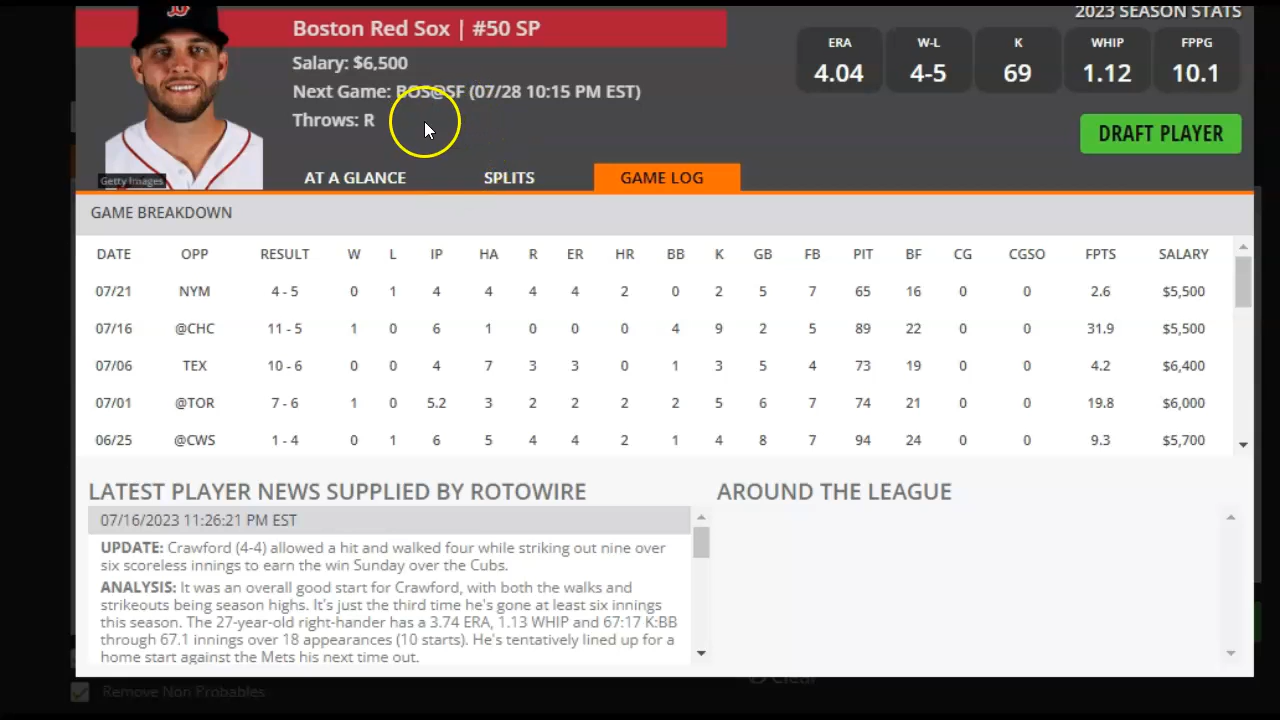 2023 SEASON STATS
Boston Red Sox | #50 SP
ERA W-L K WHIP FPPG
4.04 4-5 69 1.12 10.1
Salary: $6,500
Next Game: BOS@SF (07/28 10:15 PM EST)
Throws: R
DRAFT PLAYER
Getty Images
AT A GLANCE SPLITS GAME LOG
GAME BREAKDOWN
DATE OPP RESULT W L IP HA R ER HR BB K GB FB PIT BF CG CGSO FPTS SALARY
07/21 NYM 4 - 5 0 1 4 4 4 4 2 0 2 5 7 65 16 0 0 2.6 $5,500
07/16 @CHC 11 - 5 1 0 6 1 0 0 0 4 9 2 5 89 22 0 0 31.9 $5,500
07/06 TEX 10 - 6 0 0 4 7 3 3 0 1 3 5 4 73 19 0 0 4.2 $6,400
07/01 @TOR 7 - 6 1 0 5.2 3 2 2 2 2 5 6 7 74 21 0 0 19.8 $6,000
06/25 @CWS 1 - 4 0 1 6 5 4 4 2 1 4 8 7 94 24 0 0 9.3 $5,700
LATEST PLAYER NEWS SUPPLIED BY ROTOWIRE
07/16/2023 11:26:21 PM EST
UPDATE: Crawford (4-4) allowed a hit and walked four while striking out nine over
six scoreless innings to earn the win Sunday over the Cubs.
ANALYSIS: It was an overall good start for Crawford, with both the walks and
strikeouts being season highs. It's just the third time he's gone at least six innings
this season. The 27-year-old right-hander has a 3.74 ERA, 1.13 WHIP and 67:17 K:BB
through 67.1 innings over 18 appearances (10 starts). He's tentatively lined up for a
home start against the Mets his next time out.
AROUND THE LEAGUE
Remove Non Probables
Clear